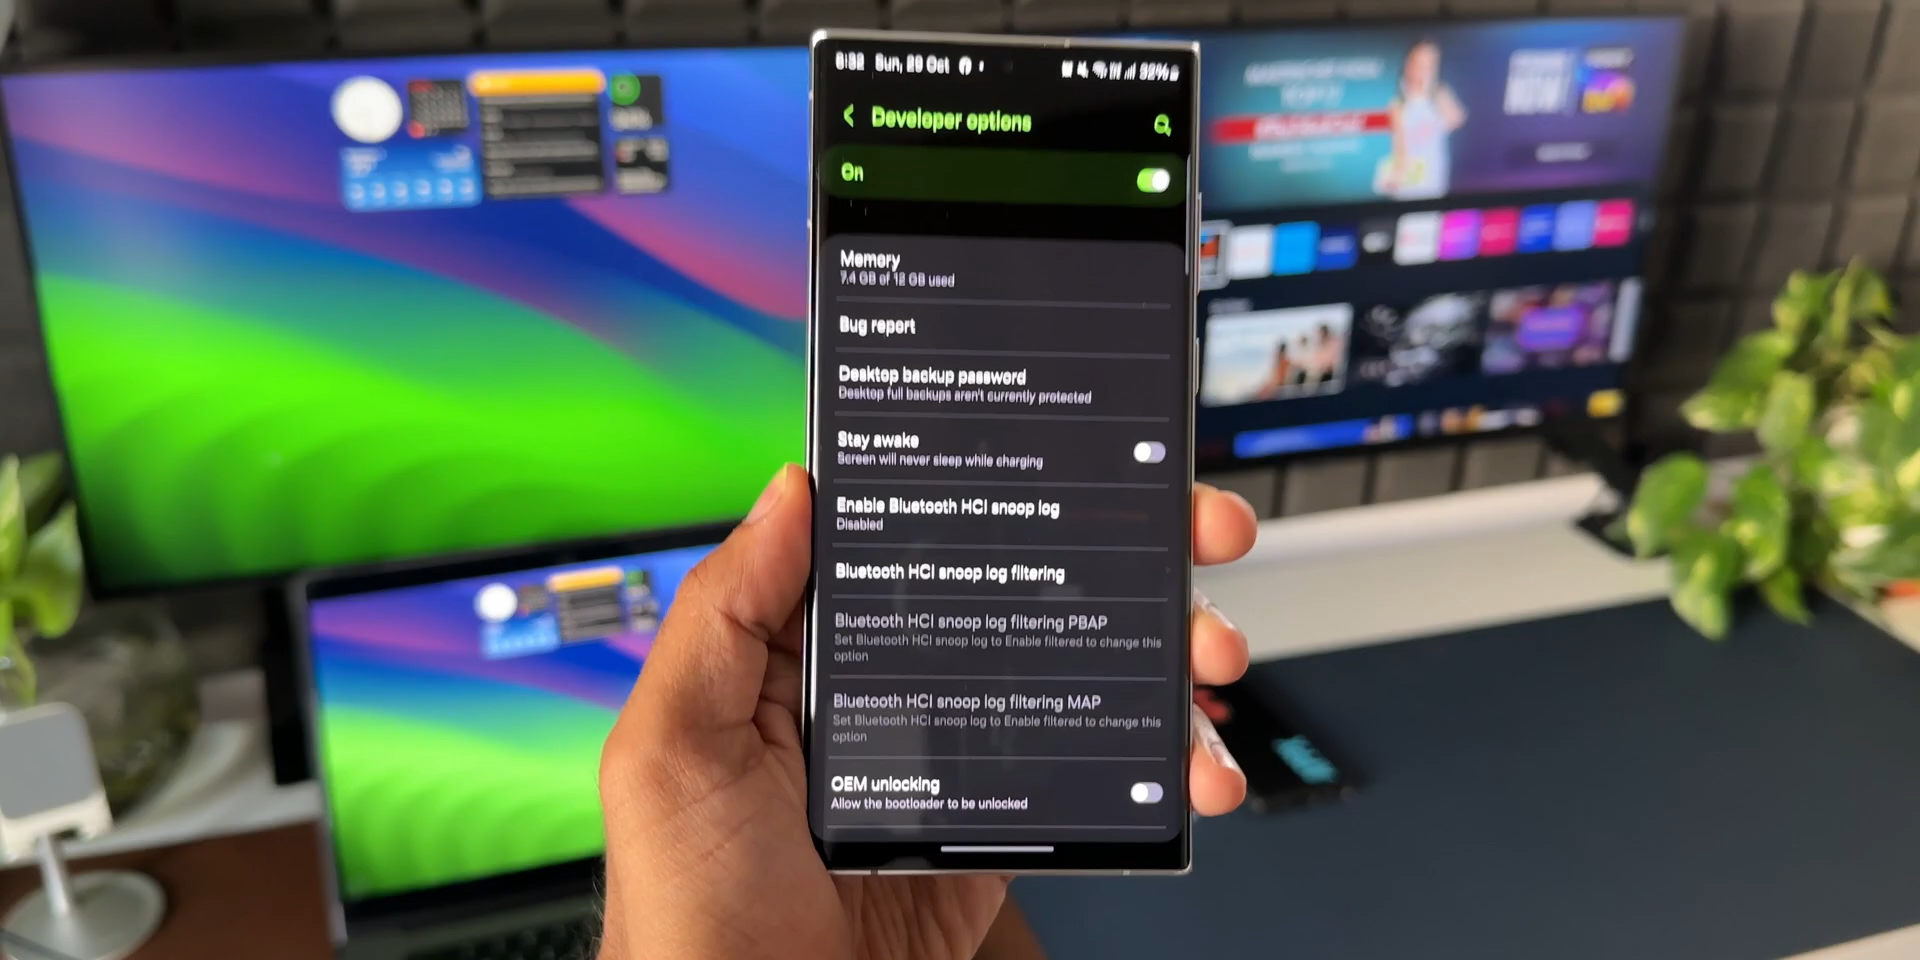 Developer options
On
Memory
7.4 GB of 12 GB used
Bug report
Desktop backup password
Desktop full backups aren't currently protected
Stay awake
Screen will never sleep while charging
Enable Bluetooth HCI snoop log
Disabled
Bluetooth HCI snoop log filtering
Bluetooth HCI snoop log filtering PBAP
Set Bluetooth HCI snoop log to Enable filtered to change this
option
Bluetooth HCI snoop log filtering MAP
Set Bluetooth HCI snoop log to Enable filtered to change this
option
OEM unlocking
Allow the bootloader to be unlocked